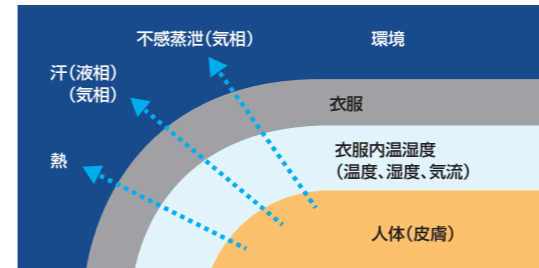 不感蒸泄(気相)
環境
汗(液相)
(気相)
衣服
熱
衣服内温湿度
(温度、湿度、気流)
人体(皮膚)